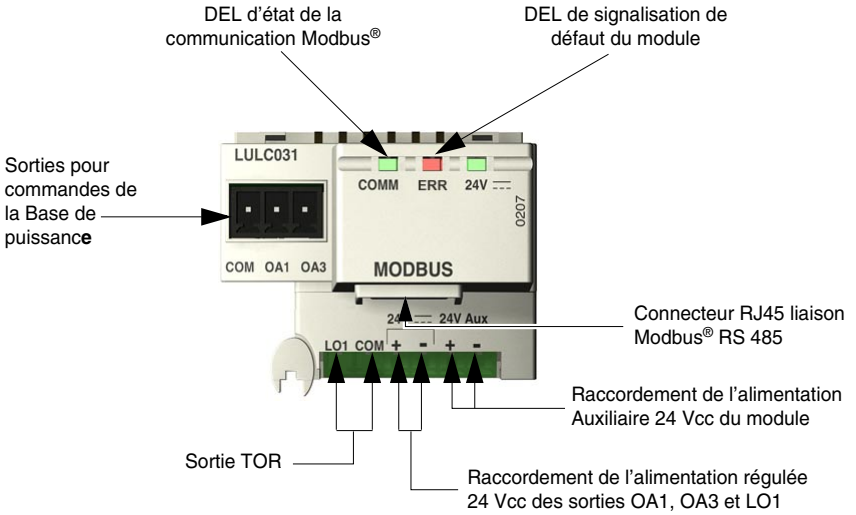 DEL d'état de la
communication Modbus®
DEL de signalisation de
défaut du module
Sorties pour
commandes de
la Base de
puissance
LULC031
COMM ERR 24V ⎓
0207
COM OA1 OA3
MODBUS
24V ⎓ 24V Aux
LO1 COM + - + -
Connecteur RJ45 liaison
Modbus® RS 485
Raccordement de l'alimentation
Auxiliaire 24 Vcc du module
Sortie TOR
Raccordement de l'alimentation régulée
24 Vcc des sorties OA1, OA3 et LO1